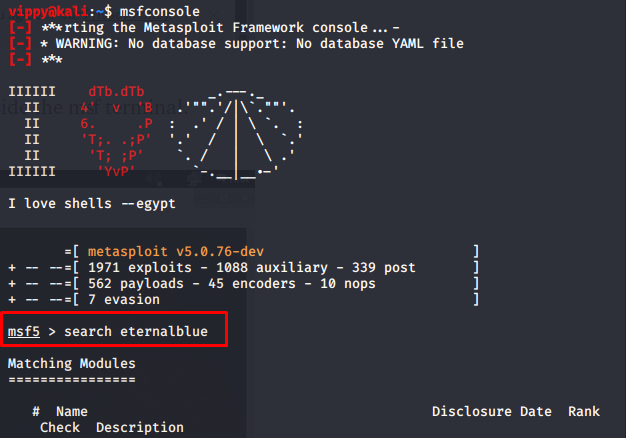 vippy@kali:~$ msfconsole
[-] ***rting the Metasploit Framework console...-
[-] * WARNING: No database support: No database YAML file
[-] ***
IIIIII    dTb.dTb        _.---._
  II     4'  v  'B   .'"".'/|\`.""'.
  II     6.     .P  :  .' / | \ `.  :
  II     'T;. .;P'  '.'  /  |  \  `.'
  II      'T; ;P'    `. /   |   \ .'
IIIIII     'YvP'       `-.__|__.-'
I love shells --egypt
=[ metasploit v5.0.76-dev ]
+ -- --=[ 1971 exploits - 1088 auxiliary - 339 post ]
+ -- --=[ 562 payloads - 45 encoders - 10 nops ]
+ -- --=[ 7 evasion ]
msf5 > search eternalblue
Matching Modules
================
#  Name Disclosure Date  Rank
Check  Description